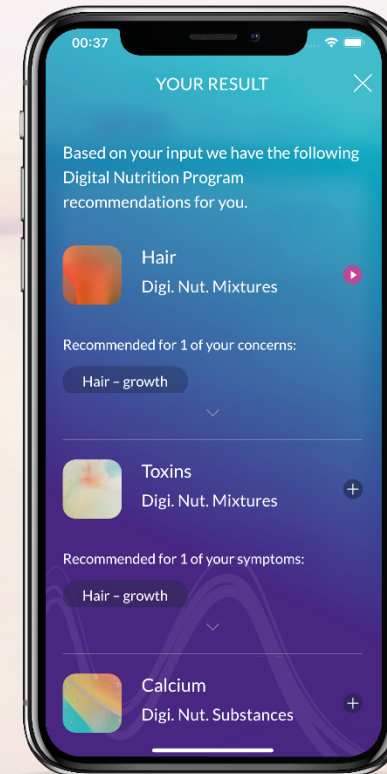 00:37
YOUR RESULT
Based on your input we have the following
Digital Nutrition Program
recommendations for you.
Hair
Digi. Nut. Mixtures
Recommended for 1 of your concerns:
Hair – growth
Toxins
Digi. Nut. Mixtures
Recommended for 1 of your symptoms:
Hair – growth
Calcium
Digi. Nut. Substances